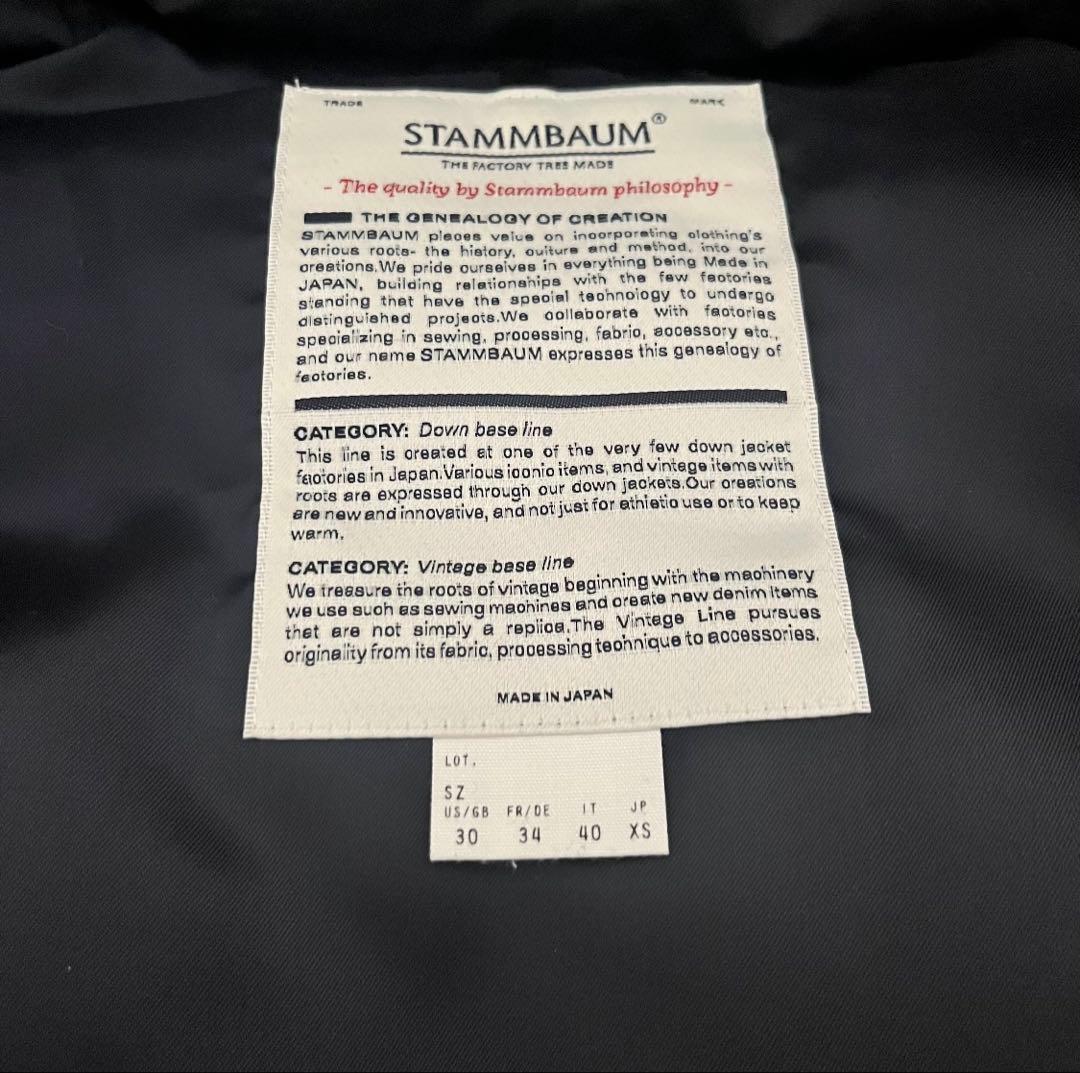 TRADE MARK
STAMMBAUM®
THE FACTORY TREE MADE
- The quality by Stammbaum philosophy -
THE GENEALOGY OF CREATION
STAMMBAUM places value on incorporating clothing's
various roots- the history, culture and method, into our
creations.We pride ourselves in everything being Made in
JAPAN, building relationships with the few factories
standing that have the special technology to undergo
distinguished projects.We collaborate with factories
specializing in sewing, processing, fabric, accessory etc.,
and our name STAMMBAUM expresses this genealogy of
factories.
CATEGORY: Down base line
This line is created at one of the very few down jacket
factories in Japan.Various iconic items, and vintage items with
roots are expressed through our down jackets.Our creations
are new and innovative, and not just for athletic use or to keep
warm.
CATEGORY: Vintage base line
We treasure the roots of vintage beginning with the machinery
we use such as sewing machines and create new denim items
that are not simply a replica.The Vintage Line pursues
originality from its fabric, processing technique to accessories.
MADE IN JAPAN
LOT.
SZ
US/GB FR/DE IT JP
30 34 40 XS